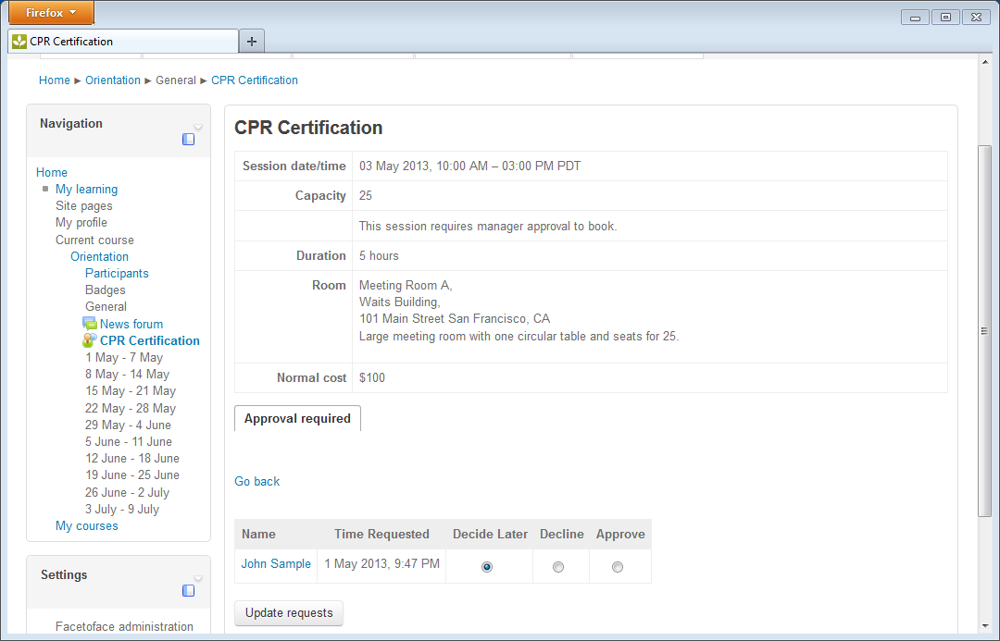 Firefox
CPR Certification
Home ► Orientation ► General ► CPR Certification
Navigation
Home
My learning
Site pages
My profile
Current course
Orientation
Participants
Badges
General
News forum
CPR Certification
1 May - 7 May
8 May - 14 May
15 May - 21 May
22 May - 28 May
29 May - 4 June
5 June - 11 June
12 June - 18 June
19 June - 25 June
26 June - 2 July
3 July - 9 July
My courses
Settings
Facetoface administration
CPR Certification
Session date/time 03 May 2013, 10:00 AM – 03:00 PM PDT
Capacity 25
This session requires manager approval to book.
Duration 5 hours
Room Meeting Room A,
Waits Building,
101 Main Street San Francisco, CA
Large meeting room with one circular table and seats for 25.
Normal cost $100
Approval required
Go back
Name Time Requested Decide Later Decline Approve
John Sample 1 May 2013, 9:47 PM
Update requests